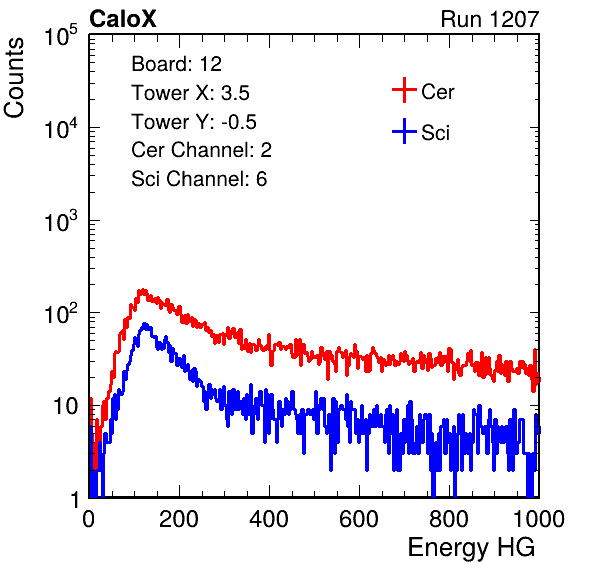 CaloX Run 1207
Counts
10^5
10^4
10^3
10^2
10
1
Board: 12
Tower X: 3.5
Tower Y: -0.5
Cer Channel: 2
Sci Channel: 6
Cer
Sci
0 200 400 600 800 1000
Energy HG